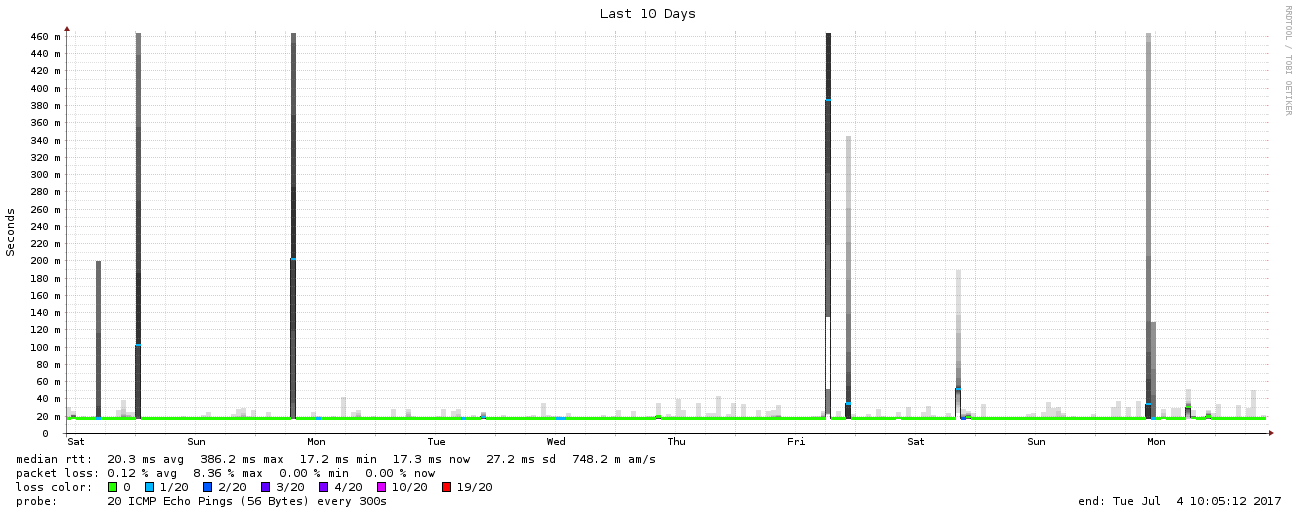 Last 10 Days
RRDTOOL / TOBI OETIKER
Seconds
460 m
440 m
420 m
400 m
380 m
360 m
340 m
320 m
300 m
280 m
260 m
240 m
220 m
200 m
180 m
160 m
140 m
120 m
100 m
80 m
60 m
40 m
20 m
0
Sat Sun Mon Tue Wed Thu Fri Sat Sun Mon
median rtt: 20.3 ms avg 386.2 ms max 17.2 ms min 17.3 ms now 27.2 ms sd 748.2 m am/s
packet loss: 0.12 % avg 8.36 % max 0.00 % min 0.00 % now
loss color: 0 1/20 2/20 3/20 4/20 10/20 19/20
probe: 20 ICMP Echo Pings (56 Bytes) every 300s end: Tue Jul 4 10:05:12 2017